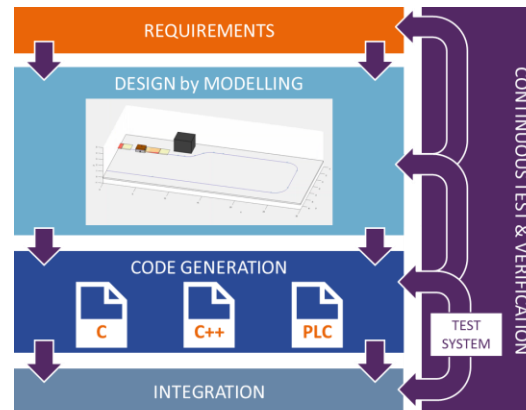 REQUIREMENTS
DESIGN by MODELLING
CODE GENERATION
C
C++
PLC
INTEGRATION
CONTINUOUS TEST & VERIFICATION
TEST
SYSTEM